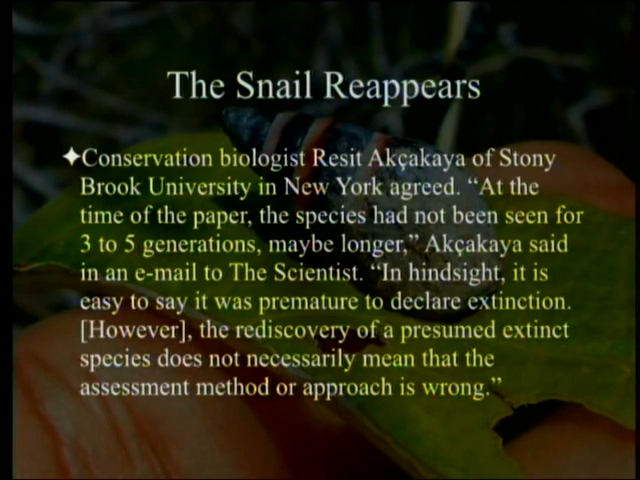 The Snail Reappears
✦Conservation biologist Resit Akçakaya of Stony
Brook University in New York agreed. “At the
time of the paper, the species had not been seen for
3 to 5 generations, maybe longer,” Akçakaya said
in an e-mail to The Scientist. “In hindsight, it is
easy to say it was premature to declare extinction.
[However], the rediscovery of a presumed extinct
species does not necessarily mean that the
assessment method or approach is wrong.”